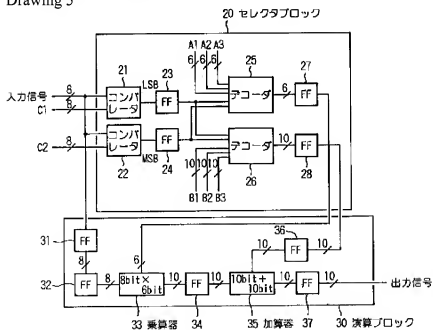 Drawing 5
20 セレクタブロック
A1 A2 A3
6 6 6
21 23 25 27
入力信号 8 コンパレータ LSB FF デコーダ 6 FF
C1 8
C2 8 コンパレータ MSB FF デコーダ 10 FF
22 24 10 10 10 26 28
B1 B2 B3
31 FF 36 FF
8 6 10 10
32 FF 8 8bit× 6bit 10 FF 10 10bit+ 10bit 10 FF 10 出力信号
33 乗算器 34 35 加算器 37 30 演算ブロック